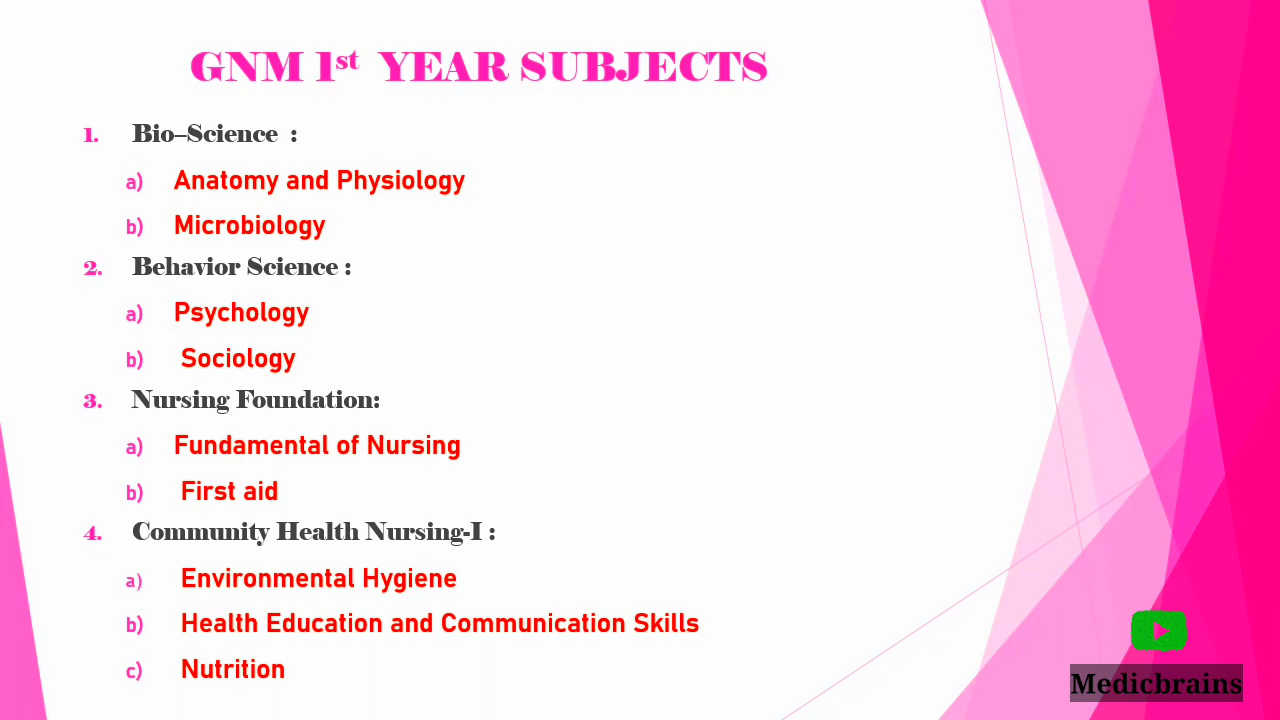 GNM 1st YEAR SUBJECTS
1. Bio–Science :
a) Anatomy and Physiology
b) Microbiology
2. Behavior Science :
a) Psychology
b) Sociology
3. Nursing Foundation:
a) Fundamental of Nursing
b) First aid
4. Community Health Nursing-I :
a) Environmental Hygiene
b) Health Education and Communication Skills
c) Nutrition
Medicbrains